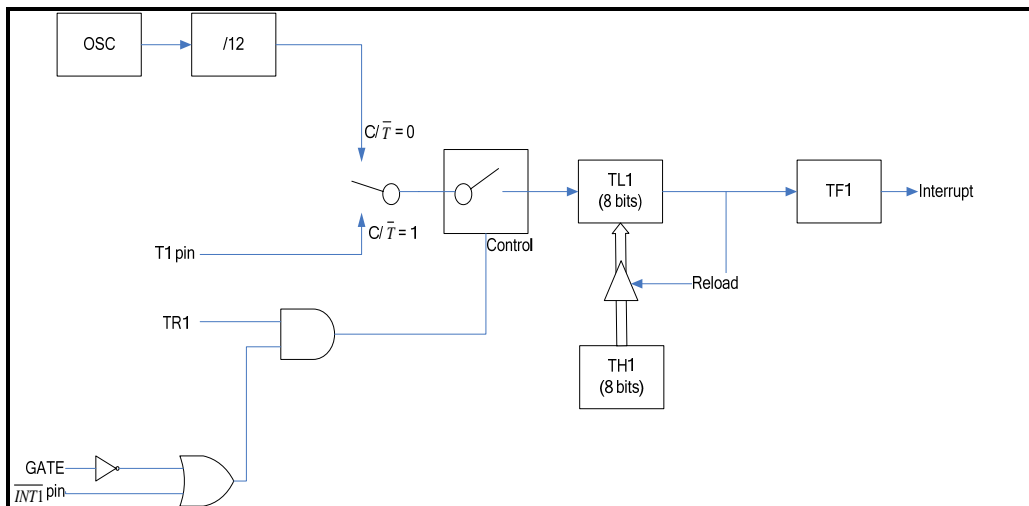 OSC
/12
C/ T̅ = 0
TL1
(8 bits)
TF1
Interrupt
C/ T̅ = 1
Control
T1 pin
Reload
TR1
TH1
(8 bits)
GATE
I̅N̅T̅1̅ pin